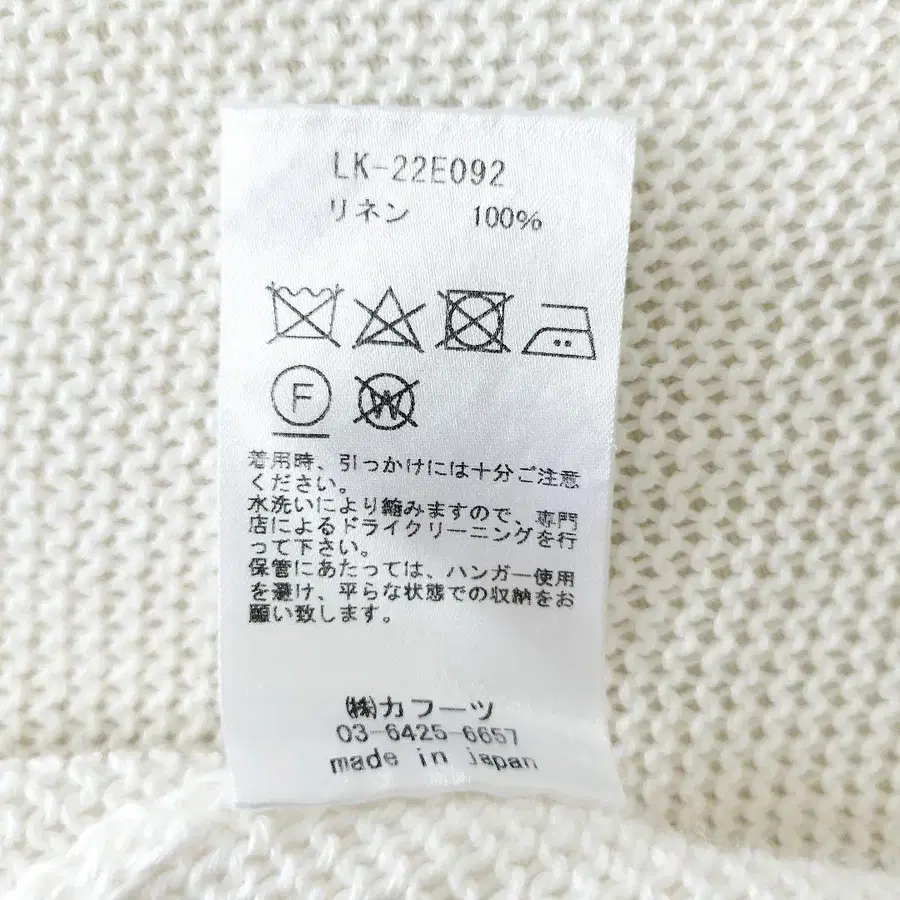 LK-22E092
リネン 100%
F
W
着用時、引っかけには十分ご注意
ください。
水洗いにより縮みますので、専門
店によるドライクリーニングを行
って下さい。
保管にあたっては、ハンガー使用
を避け、平らな状態での収納をお
願い致します。
㈱カフーツ
03-6425-6657
made in japan